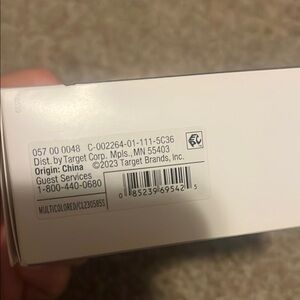 057 00 0048 C-002264-01-111-5C36
Dist. by Target Corp. Mpls., MN 55403
Origin: China ©2023 Target Brands, Inc.
Guest Services
1-800-440-0680
0 85239 69542 5
MULTICOLORED/CL23058SS